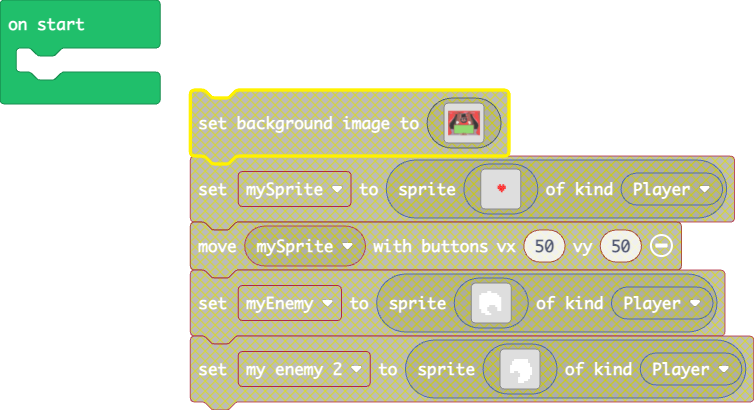 on start
set background image to
set mySprite to sprite of kind Player
move mySprite with buttons vx 50 vy 50
set myEnemy to sprite of kind Player
set my enemy 2 to sprite of kind Player